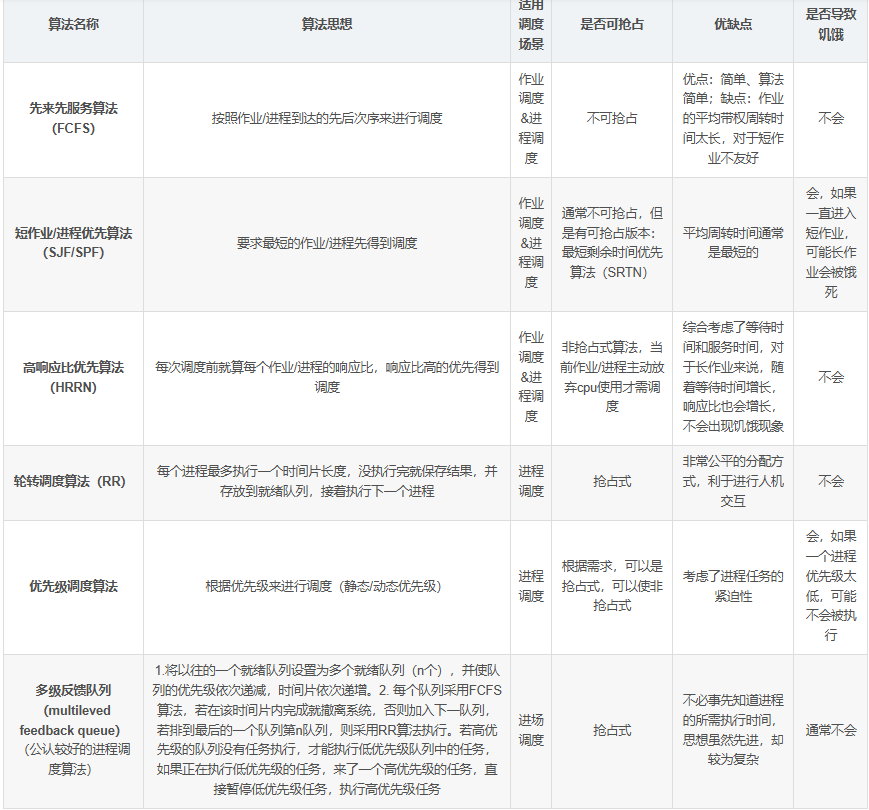 算法名称
算法思想
适用
调度
场景
是否可抢占
优缺点
是否导致
饥饿
先来先服务算法
(FCFS)
按照作业/进程到达的先后次序来进行调度
作业
调度
&进
程调
度
不可抢占
优点：简单、算法
简单；缺点：作业
的平均带权周转时
间太长，对于短作
业不友好
不会
短作业/进程优先算法
(SJF/SPF)
要求最短的作业/进程先得到调度
作业
调度
&进
程调
度
通常不可抢占，但
是有可抢占版本：
最短剩余时间优先
算法（SRTN）
平均周转时间通常
是最短的
会，如果
一直进入
短作业，
可能长作
业会被饿
死
高响应比优先算法
(HRRN)
每次调度前就算每个作业/进程的响应比，响应比高的优先得到
调度
作业
调度
&进
程调
度
非抢占式算法，当
前作业/进程主动放
弃cpu使用才需调
度
综合考虑了等待时
间和服务时间，对
于长作业来说，随
着等待时间增长，
响应比也会增长，
不会出现饥饿现象
不会
轮转调度算法（RR）
每个进程最多执行一个时间片长度，没执行完就保存结果，并
存放到就绪队列，接着执行下一个进程
进程
调度
抢占式
非常公平的分配方
式，利于进行人机
交互
不会
优先级调度算法
根据优先级来进行调度（静态/动态优先级）
进程
调度
根据需求，可以是
抢占式，可以使非
抢占式
考虑了进程任务的
紧迫性
会，如果
一个进程
优先级太
低，可能
不会被执
行
多级反馈队列
（multileved
feedback queue）
（公认较好的进程调
度算法）
1.将以往的一个就绪队列设置为多个就绪队列（n个），并使队
列的优先级依次递减，时间片依次递增。2. 每个队列采用FCFS
算法，若在该时间片内完成就撤离系统，否则加入下一队列，
若排到最后的一个队列第n队列，则采用RR算法执行。若高优
先级的队列没有任务执行，才能执行低优先级队列中的任务，
如果正在执行低优先级的任务，来了一个高优先级的任务，直
接暂停低优先级任务，执行高优先级任务
进场
调度
抢占式
不必事先知道进程
的所需执行时间，
思想虽然先进，却
较为复杂
通常不会